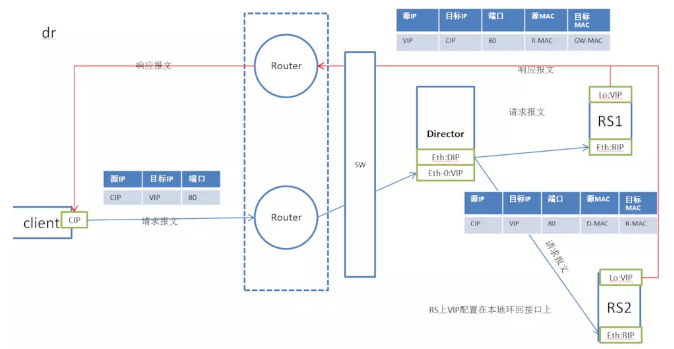 dr
源IP 目标IP 端口 源MAC 目标MAC
VIP CIP 80 R-MAC GW-MAC
响应报文
Router
响应报文
Lo:VIP
RS1
Eth:RIP
请求报文
Director
Eth:DIP
Eth-0:VIP
SW
源IP 目标IP 端口
CIP VIP 80
client
CIP
请求报文
Router
源IP 目标IP 端口 源MAC 目标MAC
CIP VIP 80 D-MAC R-MAC
请求报文
RS上VIP配置在本地环回接口上
Lo:VIP
RS2
Eth:RIP